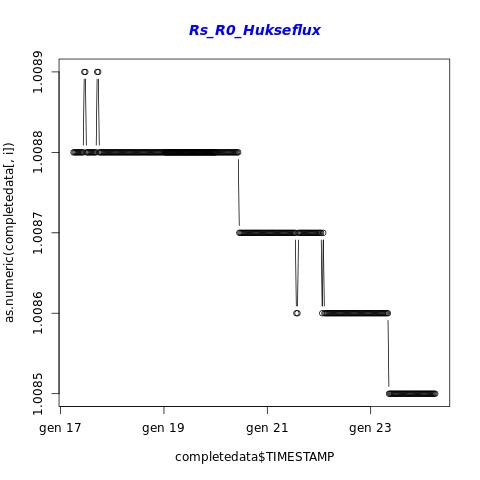 Rs_R0_Hukseflux
as.numeric(completedata[, i])
1.0089
1.0088
1.0087
1.0086
1.0085
gen 17 gen 19 gen 21 gen 23
completedata$TIMESTAMP